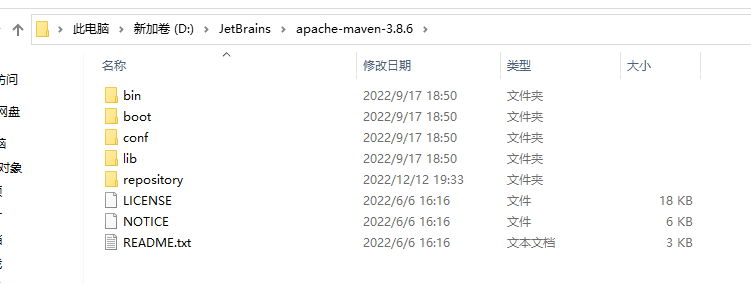 此电脑 > 新加卷 (D:) > JetBrains > apache-maven-3.8.6 >
名称 修改日期 类型 大小
访问
bin 2022/9/17 18:50 文件夹
网盘
boot 2022/9/17 18:50 文件夹
conf 2022/9/17 18:50 文件夹
脑
lib 2022/9/17 18:50 文件夹
对象
repository 2022/12/12 19:33 文件夹
LICENSE 2022/6/6 16:16 文件 18 KB
NOTICE 2022/6/6 16:16 文件 6 KB
README.txt 2022/6/6 16:16 文本文档 3 KB